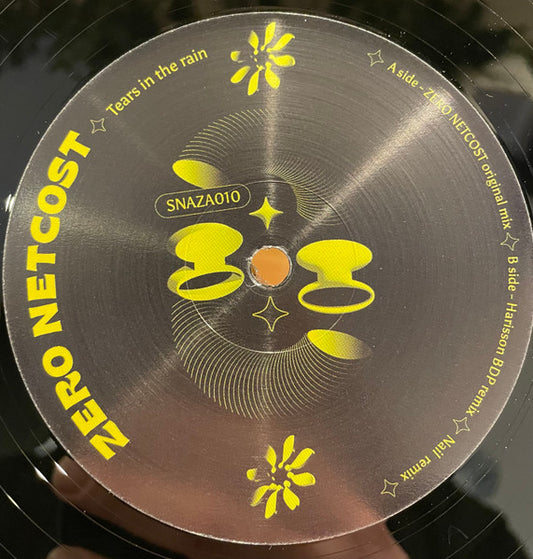 ZERO NETCOST
Tears in the rain
SNAZA010
A side - ZERO NETCOST original mix
B side - Harisson BDP remix
Nail remix